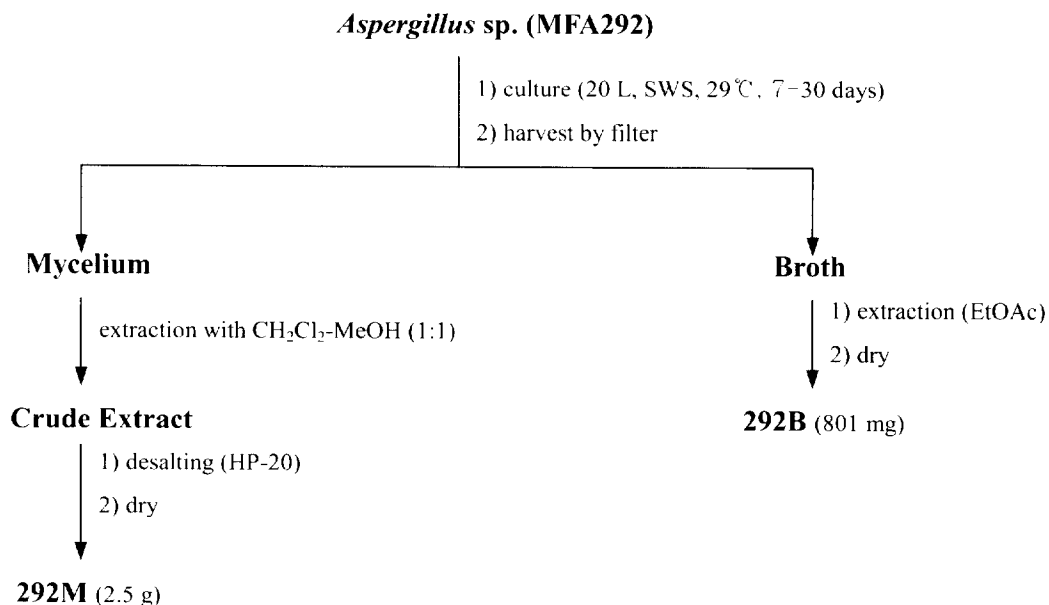 Aspergillus sp. (MFA292)
1) culture (20 L, SWS, 29℃, 7-30 days)
2) harvest by filter
Mycelium
extraction with CH₂Cl₂-MeOH (1:1)
Crude Extract
1) desalting (HP-20)
2) dry
292M (2.5 g)
Broth
1) extraction (EtOAc)
2) dry
292B (801 mg)